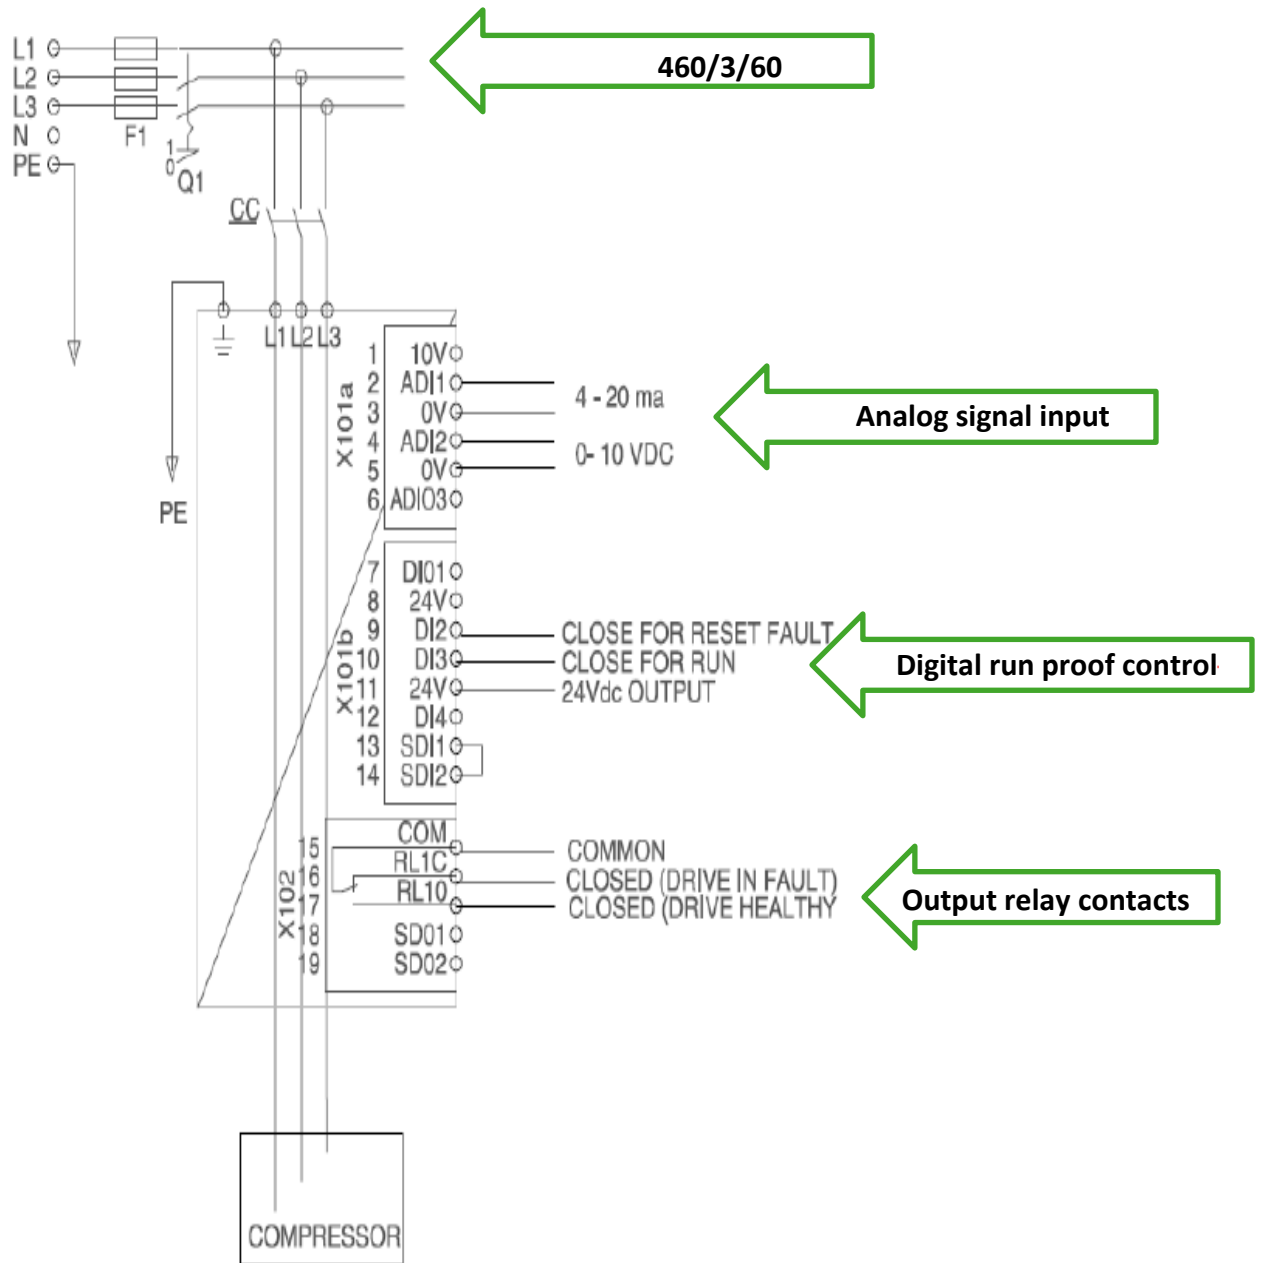 L1
L2
L3
N
PE
F1
1
0
Q1
460/3/60
CC
PE
L1 L2 L3
X101a
1 10V
2 ADI1
3 0V
4 ADI2
5 0V
6 ADIO3
4 - 20 ma
0- 10 VDC
Analog signal input
X101b
7 DIO1
8 24V
9 DI2 CLOSE FOR RESET FAULT
10 DI3 CLOSE FOR RUN
11 24V 24Vdc OUTPUT
12 DI4
13 SDI1
14 SDI2
Digital run proof control
X102
15 COM COMMON
16 RL1C CLOSED (DRIVE IN FAULT)
17 RL10 CLOSED (DRIVE HEALTHY
18 SD01
19 SD02
Output relay contacts
COMPRESSOR